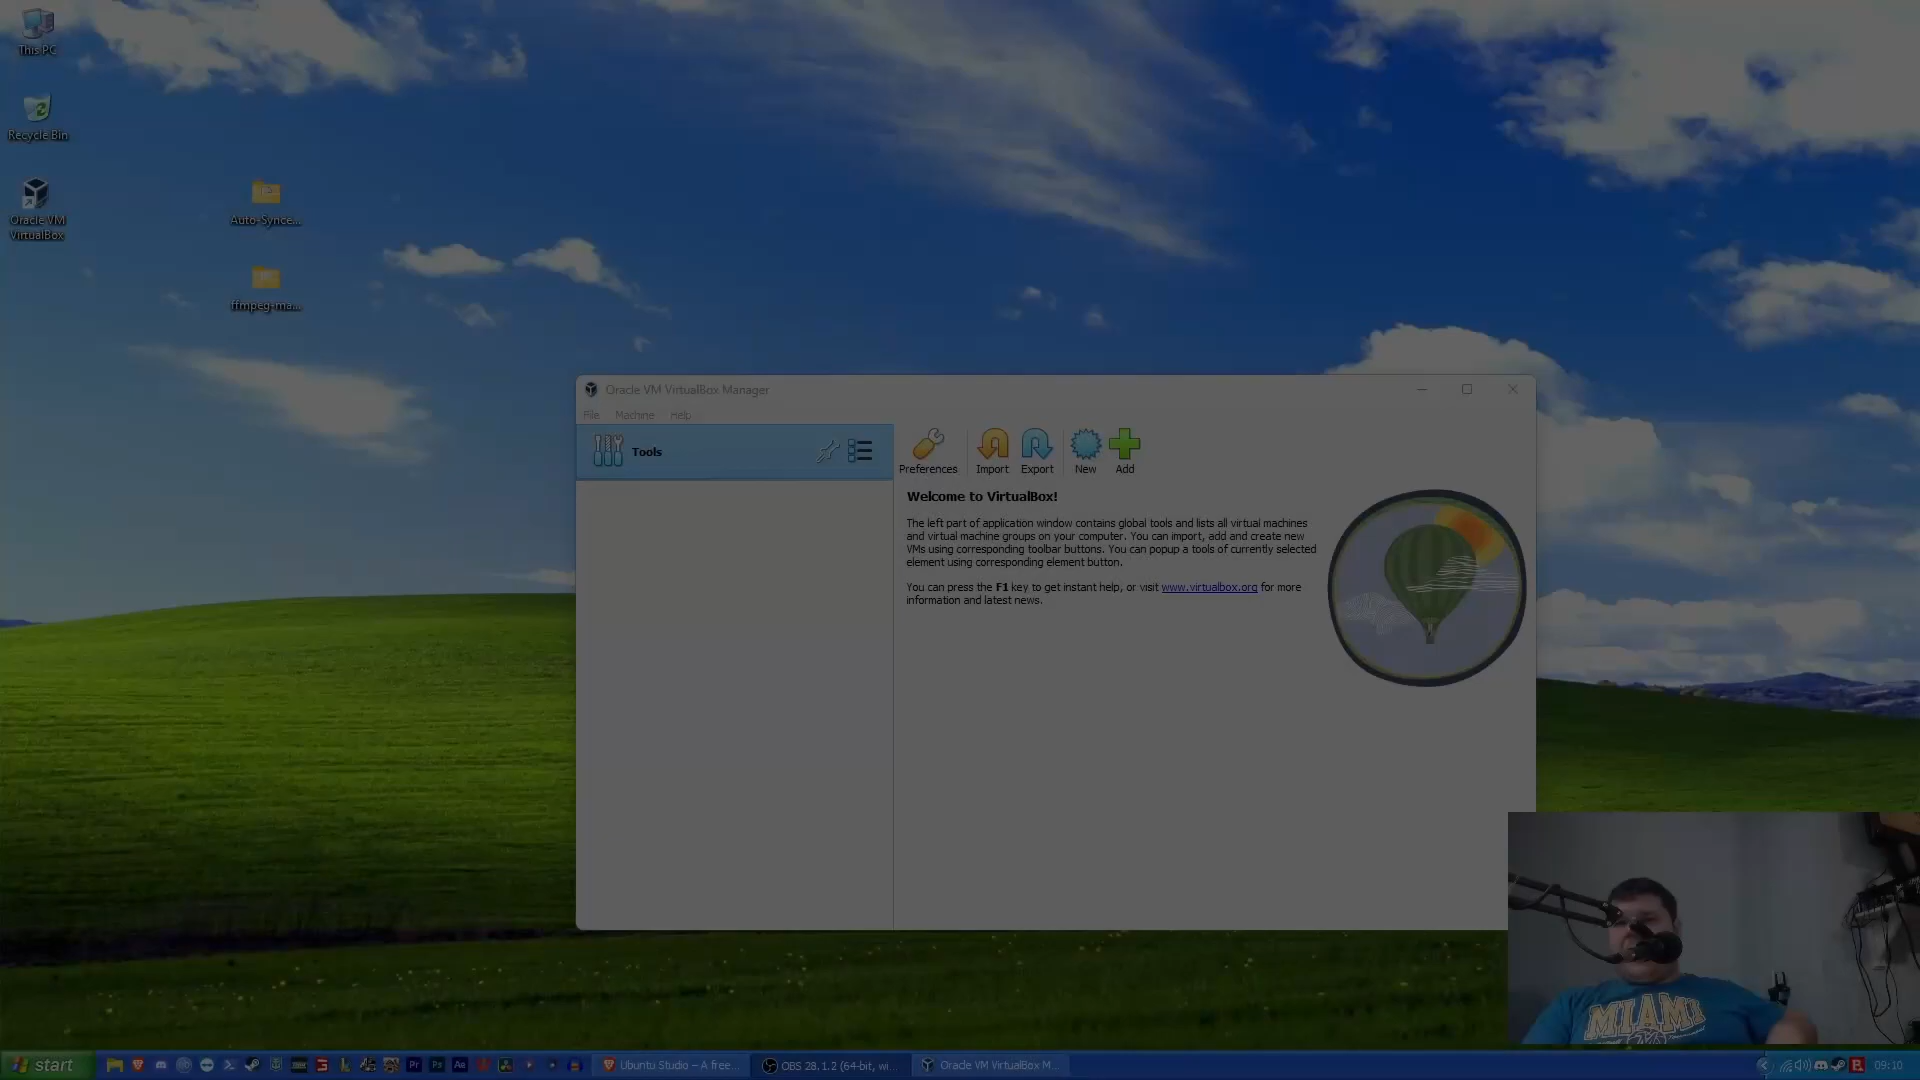 This PC
Recycle Bin
Oracle VM
VirtualBox
Auto-Synce...
ffmpeg-ma...
Oracle VM VirtualBox Manager
File Machine Help
Tools
Preferences Import Export New Add
Welcome to VirtualBox!
The left part of application window contains global tools and lists all virtual machines
and virtual machine groups on your computer. You can import, add and create new
VMs using corresponding toolbar buttons. You can popup a tools of currently selected
element using corresponding element button.
You can press the F1 key to get instant help, or visit www.virtualbox.org for more
information and latest news.
MIAMI
start
Pr
Ps
Ae
Ubuntu Studio – A free...
OBS 28.1.2 (64-bit, wi...
Oracle VM VirtualBox M...
09:10